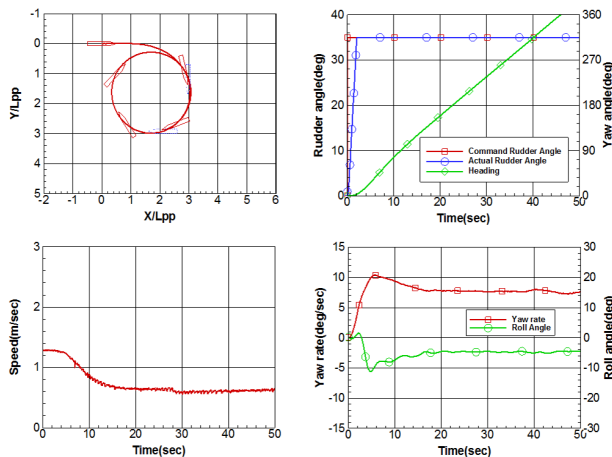 Y/Lpp
-1
0
1
2
3
4
5
-2 -1 0 1 2 3 4 5 6
X/Lpp
Rudder angle(deg)
40
30
20
10
0
Command Rudder Angle
Actual Rudder Angle
Heading
0 10 20 30 40 50
Time(sec)
Yaw angle(deg)
360
270
180
90
0
Speed(m/sec)
3
2
1
0
0 10 20 30 40 50
Time(sec)
Yaw rate(deg/sec)
15
10
5
0
-5
-10
-15
Yaw rate
Roll Angle
0 10 20 30 40 50
Time(sec)
Roll angle(deg)
30
20
10
0
-10
-20
-30